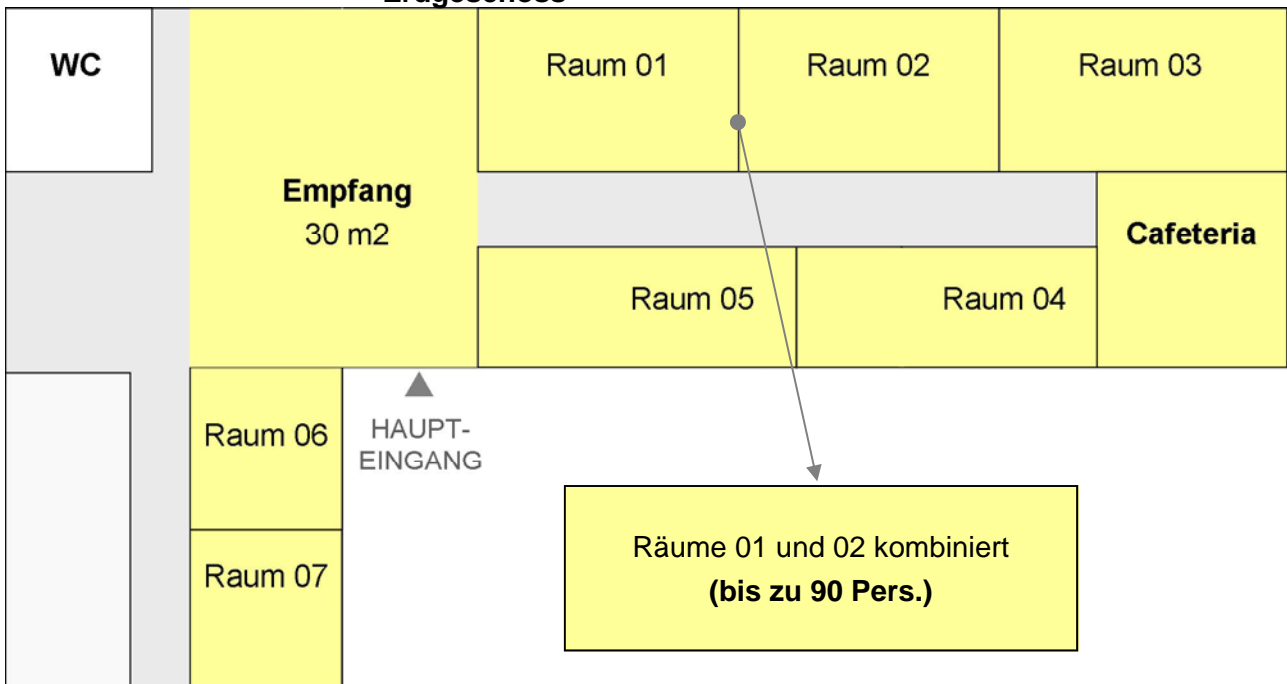 Erdgeschoss
WC
Raum 01
Raum 02
Raum 03
Empfang
30 m2
Cafeteria
Raum 05
Raum 04
Raum 06
HAUPT-
EINGANG
Raum 07
Räume 01 und 02 kombiniert
(bis zu 90 Pers.)